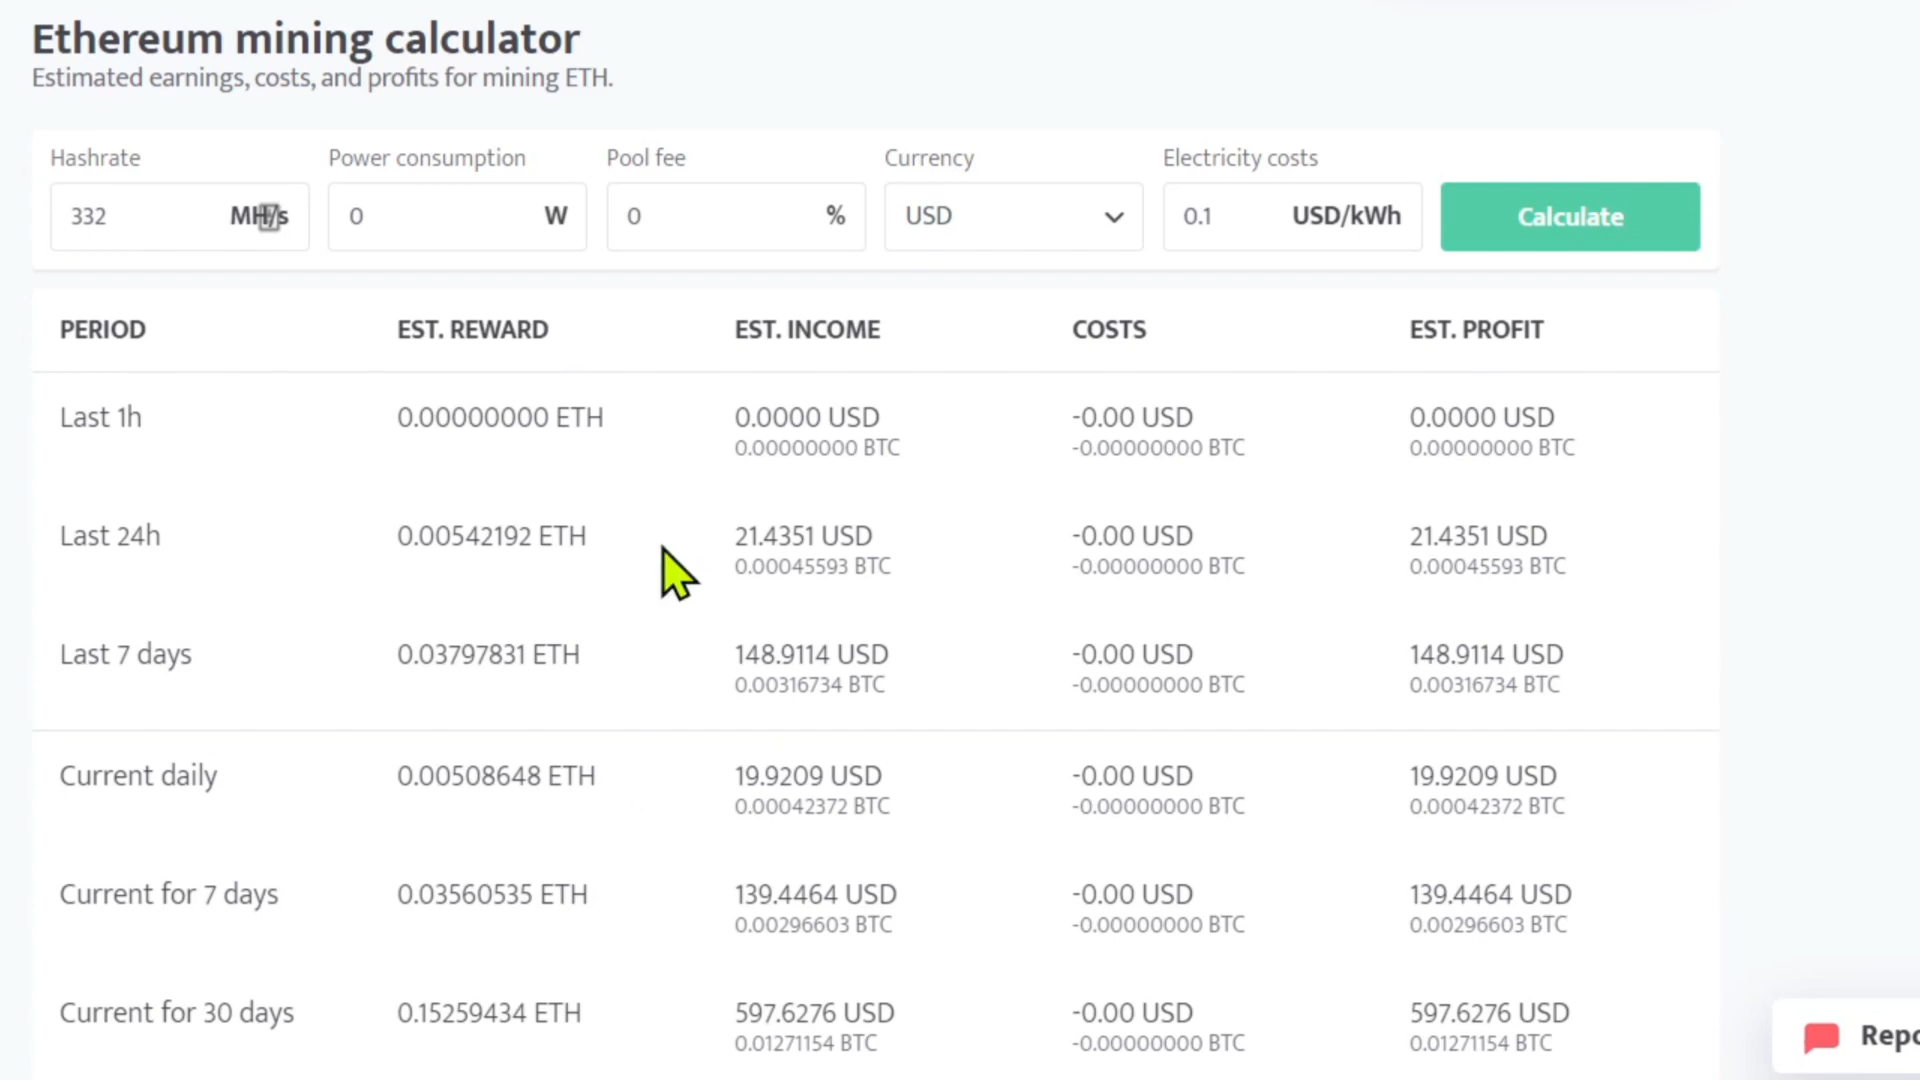 Ethereum mining calculator
Estimated earnings, costs, and profits for mining ETH.
Hashrate Power consumption Pool fee Currency Electricity costs
332 MH/s 0 W 0 % USD 0.1 USD/kWh Calculate
PERIOD EST. REWARD EST. INCOME COSTS EST. PROFIT
Last 1h 0.00000000 ETH 0.0000 USD -0.00 USD 0.0000 USD
0.00000000 BTC -0.00000000 BTC 0.00000000 BTC
Last 24h 0.00542192 ETH 21.4351 USD -0.00 USD 21.4351 USD
0.00045593 BTC -0.00000000 BTC 0.00045593 BTC
Last 7 days 0.03797831 ETH 148.9114 USD -0.00 USD 148.9114 USD
0.00316734 BTC -0.00000000 BTC 0.00316734 BTC
Current daily 0.00508648 ETH 19.9209 USD -0.00 USD 19.9209 USD
0.00042372 BTC -0.00000000 BTC 0.00042372 BTC
Current for 7 days 0.03560535 ETH 139.4464 USD -0.00 USD 139.4464 USD
0.00296603 BTC -0.00000000 BTC 0.00296603 BTC
Current for 30 days 0.15259434 ETH 597.6276 USD -0.00 USD 597.6276 USD
0.01271154 BTC -0.00000000 BTC 0.01271154 BTC